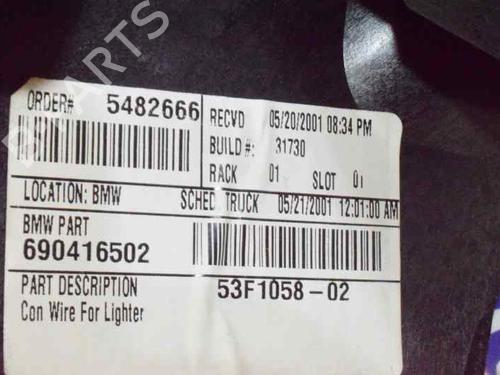 B-PARTS
ORDER# 5482666
RECVD 05/20/2001 08:34 PM
BUILD #: 31730
RACK 01 SLOT 01
LOCATION: BMW SCHED. TRUCK 05/21/2001 12:01:00 AM
BMW PART
690416502
PART DESCRIPTION 53F1058-02
Con Wire For Lighter